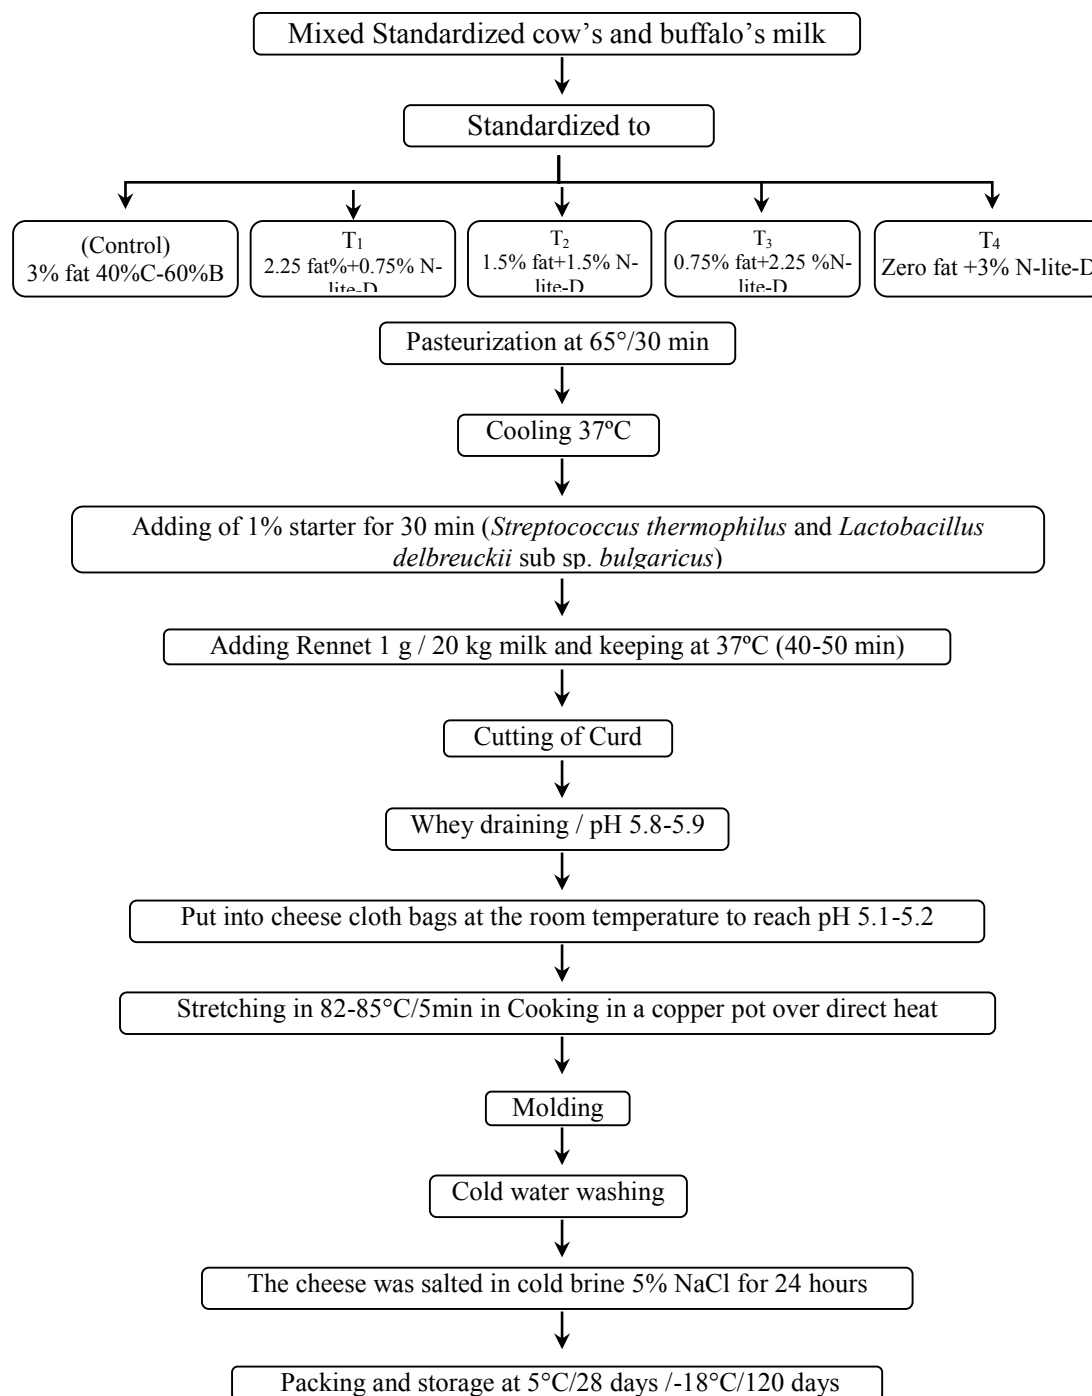 Mixed Standardized cow’s and buffalo’s milk
Standardized to
(Control)
3% fat 40%C-60%B
T1
2.25 fat%+0.75% N-
lite-D
T2
1.5% fat+1.5% N-
lite-D
T3
0.75% fat+2.25 %N-
lite-D
T4
Zero fat +3% N-lite-D
Pasteurization at 65°/30 min
Cooling 37ºC
Adding of 1% starter for 30 min (Streptococcus thermophilus and Lactobacillus
delbreuckii sub sp. bulgaricus)
Adding Rennet 1 g / 20 kg milk and keeping at 37ºC (40-50 min)
Cutting of Curd
Whey draining / pH 5.8-5.9
Put into cheese cloth bags at the room temperature to reach pH 5.1-5.2
Stretching in 82-85°C/5min in Cooking in a copper pot over direct heat
Molding
Cold water washing
The cheese was salted in cold brine 5% NaCl for 24 hours
Packing and storage at 5°C/28 days /-18°C/120 days